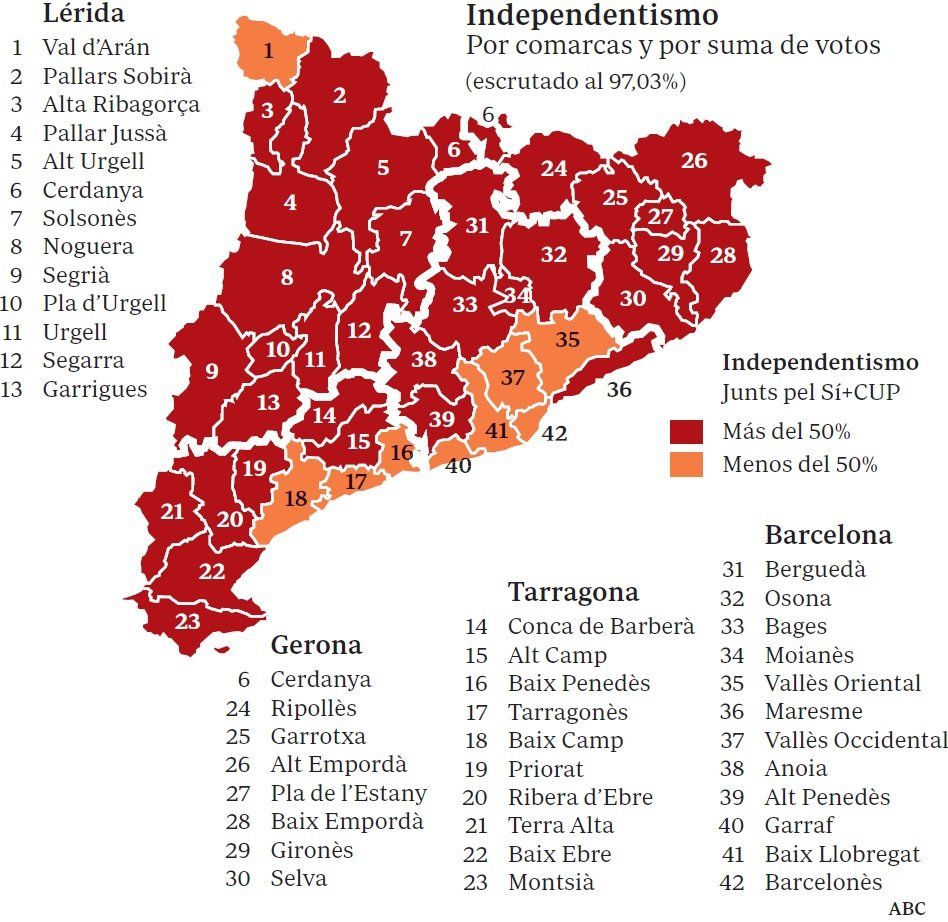 Lérida
1 Val d'Arán
2 Pallars Sobirà
3 Alta Ribagorça
4 Pallar Jussà
5 Alt Urgell
6 Cerdanya
7 Solsonès
8 Noguera
9 Segrià
10 Pla d'Urgell
11 Urgell
12 Segarra
13 Garrigues
Independentismo
Por comarcas y por suma de votos
(escrutado al 97,03%)
1
2
3
6
6
5
24
26
4
25
27
7
31
32
29
28
8
33
34
30
2
12
35
10
11
9
38
37
36
13
14
39
41
42
15
16
40
19
17
18
21
20
22
23
Independentismo
Junts pel Sí+CUP
Más del 50%
Menos del 50%
Gerona
6 Cerdanya
24 Ripollès
25 Garrotxa
26 Alt Empordà
27 Pla de l'Estany
28 Baix Empordà
29 Gironès
30 Selva
Tarragona
14 Conca de Barberà
15 Alt Camp
16 Baix Penedès
17 Tarragonès
18 Baix Camp
19 Priorat
20 Ribera d'Ebre
21 Terra Alta
22 Baix Ebre
23 Montsià
Barcelona
31 Berguedà
32 Osona
33 Bages
34 Moianès
35 Vallès Oriental
36 Maresme
37 Vallès Occidental
38 Anoia
39 Alt Penedès
40 Garraf
41 Baix Llobregat
42 Barcelonès
ABC